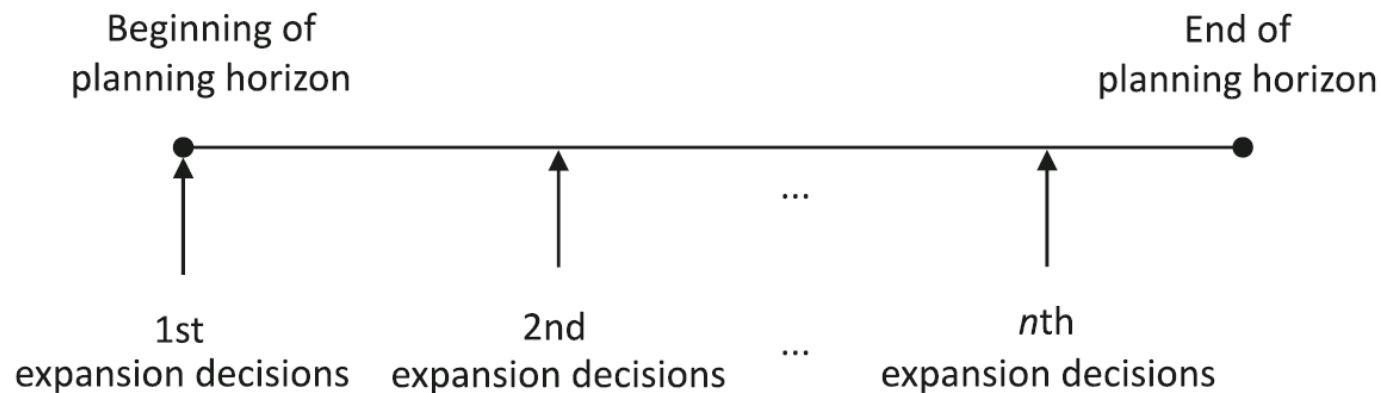 Beginning of
planning horizon
End of
planning horizon
...
1st
expansion decisions
2nd
expansion decisions
...
nth
expansion decisions